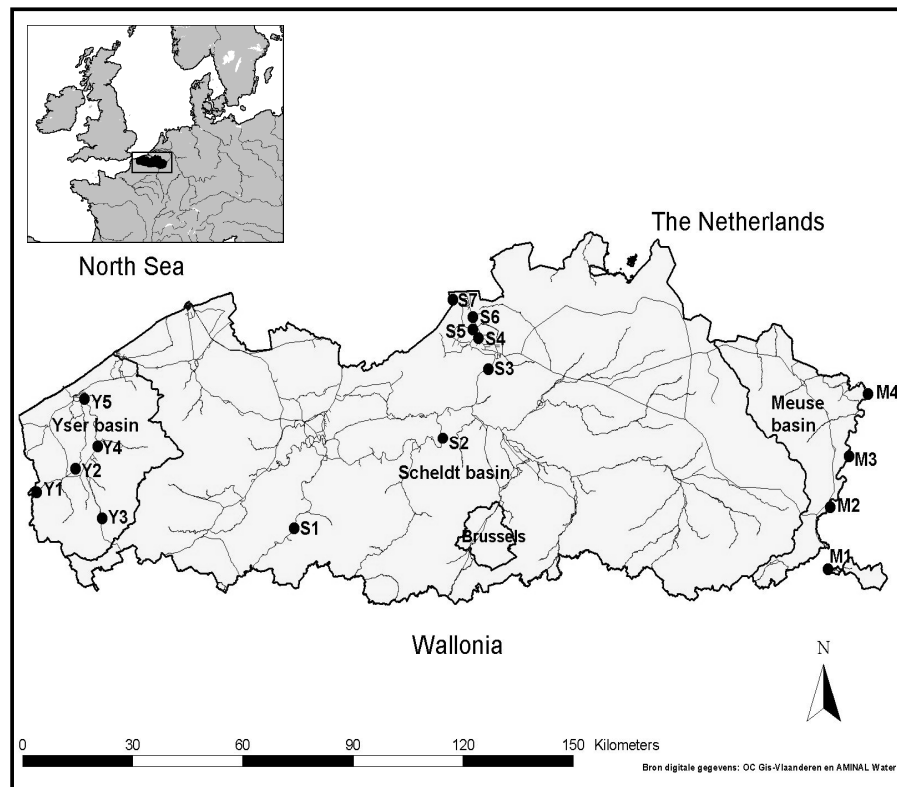 The Netherlands
North Sea
S7
S6
S5
S4
S3
M4
Y5
Meuse
basin
Yser basin
Y4
S2
M3
Y2
Scheldt basin
Y1
M2
Y3
S1
Brussels
M1
Wallonia
N
0 30 60 90 120 150 Kilometers
Bron digitale gegevens: OC Gis-Vlaanderen en AMINAL Water